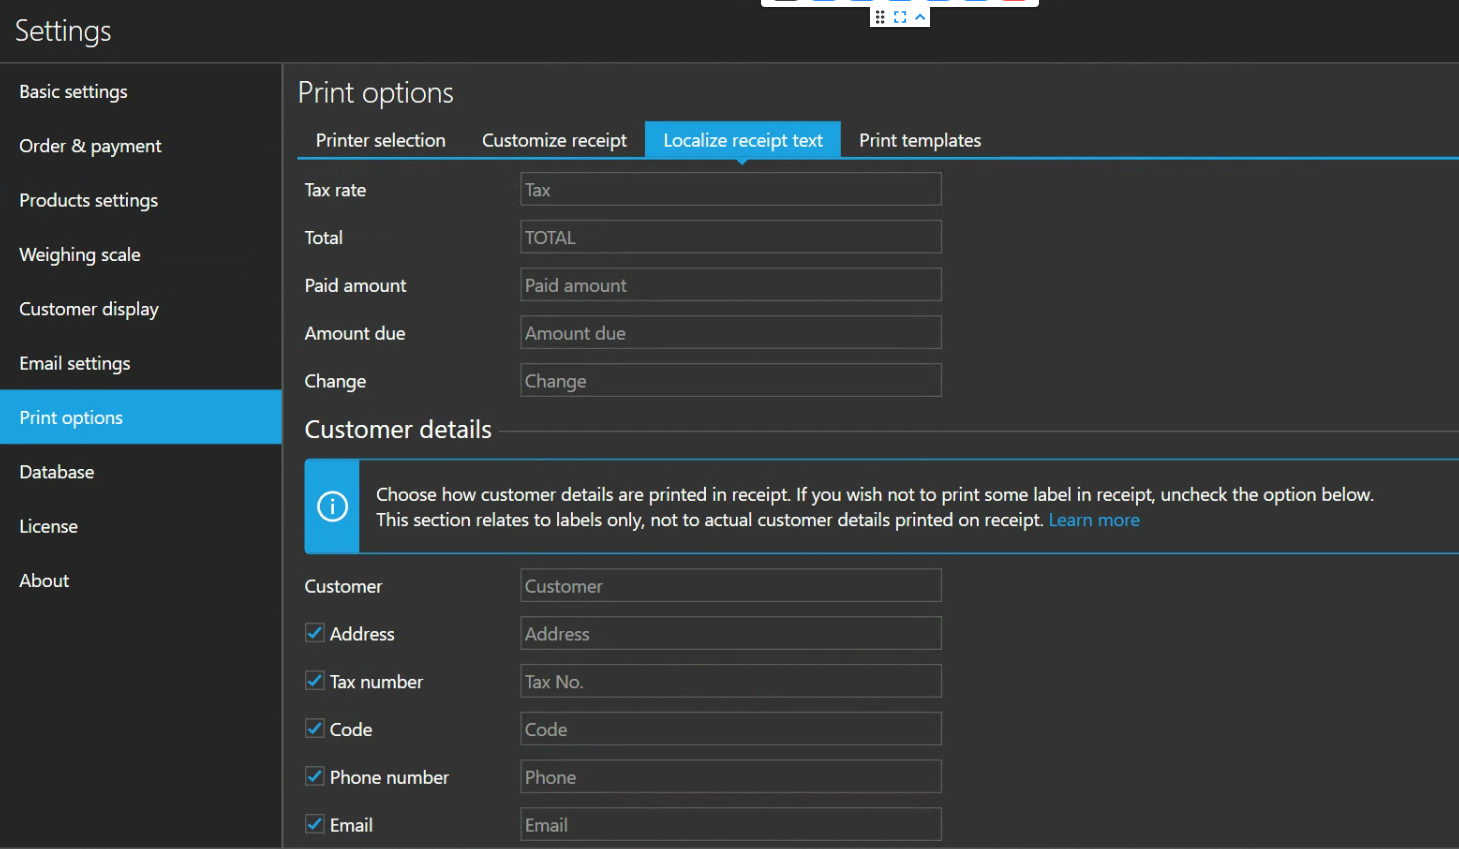 Settings
Basic settings
Order & payment
Products settings
Weighing scale
Customer display
Email settings
Print options
Database
License
About
Print options
Printer selection
Customize receipt
Localize receipt text
Print templates
Tax rate
Tax
Total
TOTAL
Paid amount
Paid amount
Amount due
Amount due
Change
Change
Customer details
Choose how customer details are printed in receipt. If you wish not to print some label in receipt, uncheck the option below.
This section relates to labels only, not to actual customer details printed on receipt. Learn more
Customer
Customer
Address
Address
Tax number
Tax No.
Code
Code
Phone number
Phone
Email
Email